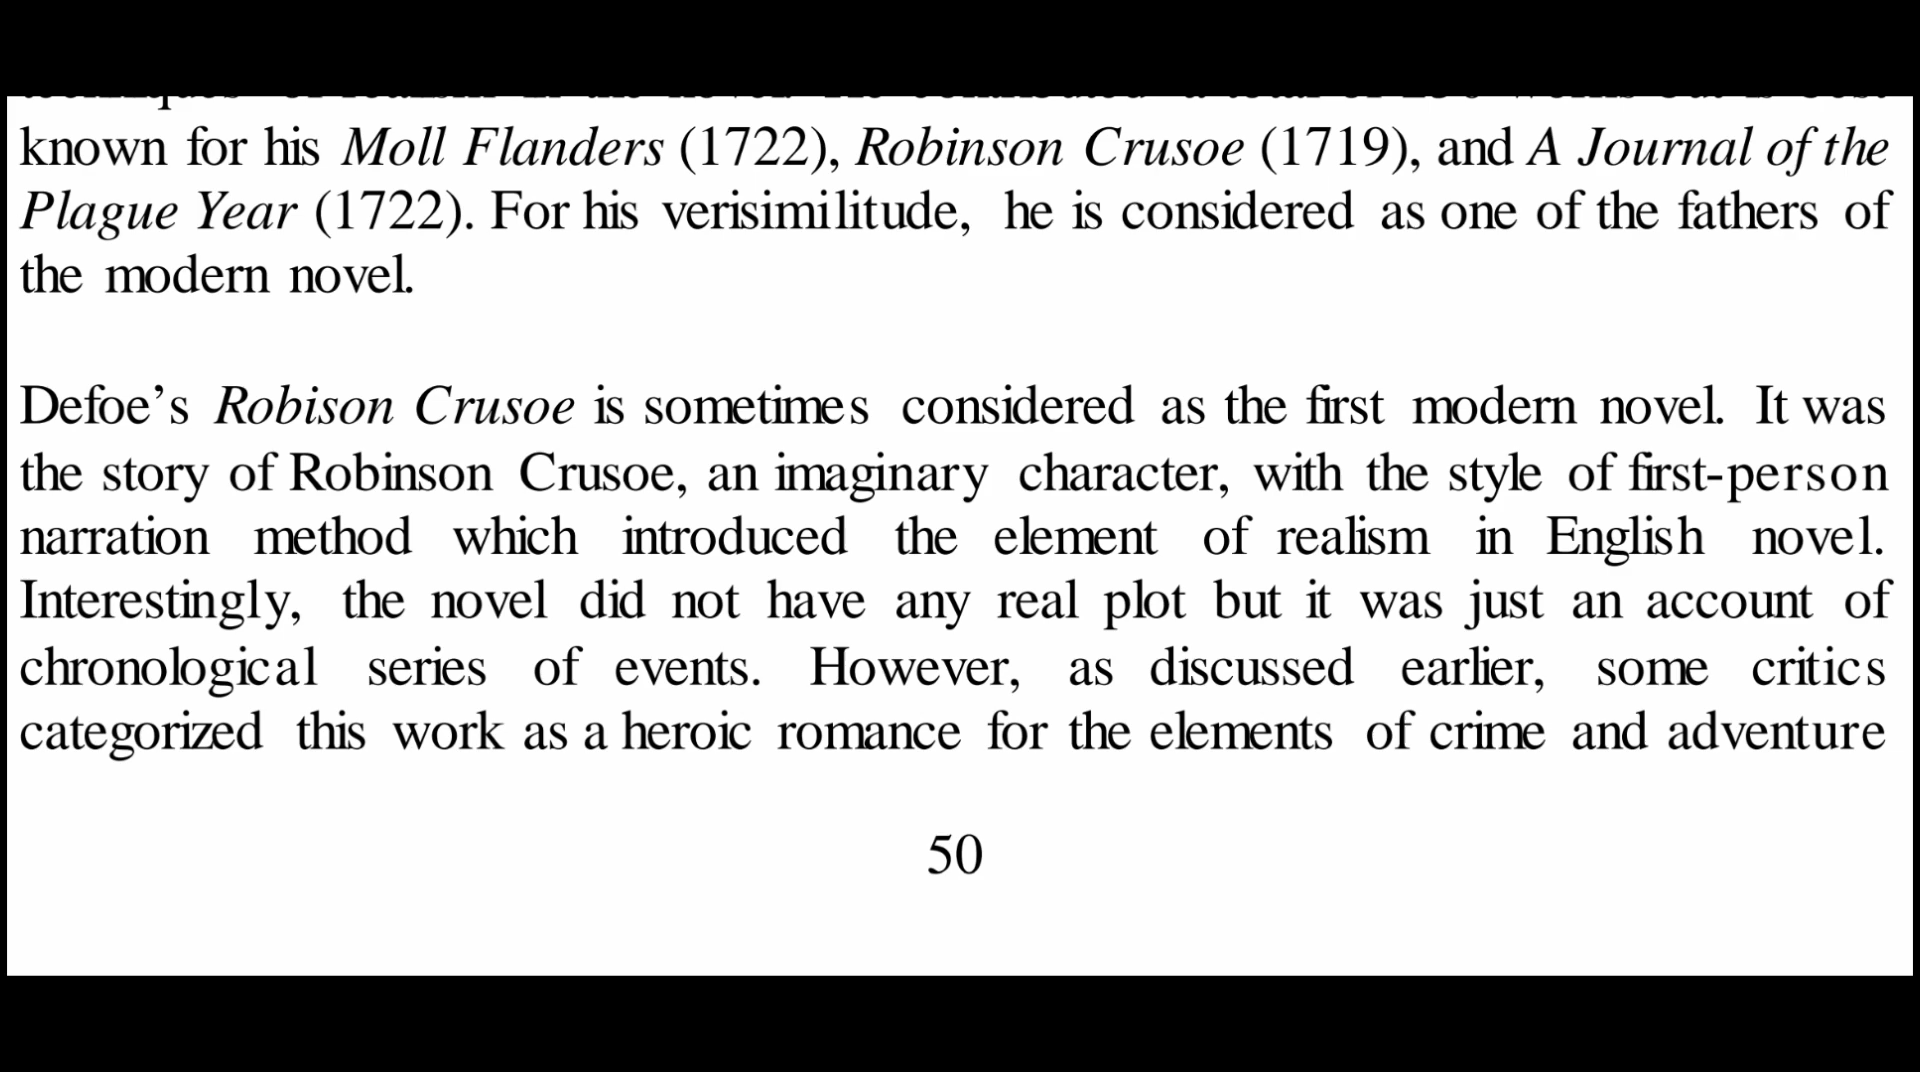 known for his Moll Flanders (1722), Robinson Crusoe (1719), and A Journal of the
Plague Year (1722). For his verisimilitude, he is considered as one of the fathers of
the modern novel.
Defoe’s Robison Crusoe is sometimes considered as the first modern novel. It was
the story of Robinson Crusoe, an imaginary character, with the style of first-person
narration method which introduced the element of realism in English novel.
Interestingly, the novel did not have any real plot but it was just an account of
chronological series of events. However, as discussed earlier, some critics
categorized this work as a heroic romance for the elements of crime and adventure
50